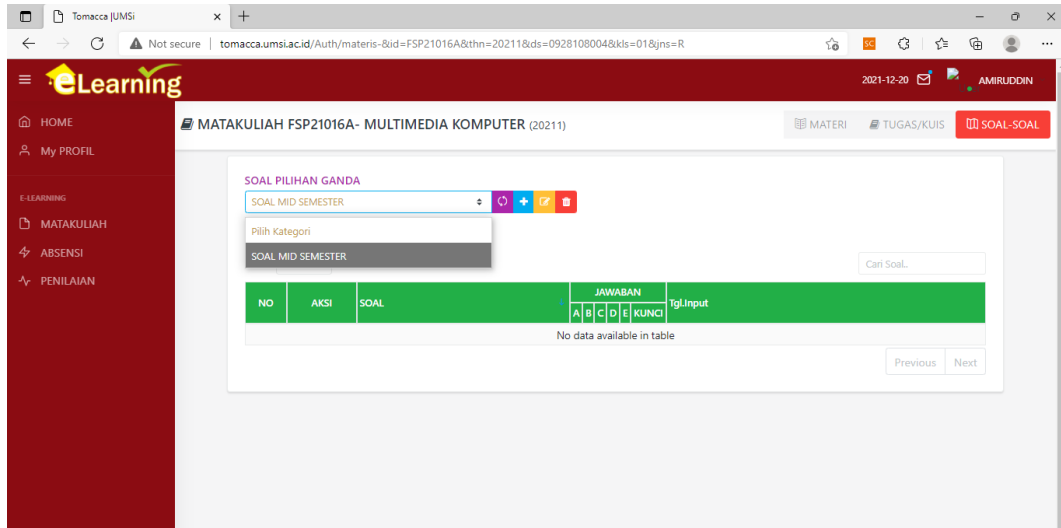 Tomacca |UMSi
Not secure | tomacca.umsi.ac.id/Auth/materis-&id=FSP21016A&thn=20211&ds=0928108004&kls=01&jns=R
eLearning
2021-12-20
AMIRUDDIN
HOME
My PROFIL
E-LEARNING
MATAKULIAH
ABSENSI
PENILAIAN
MATAKULIAH FSP21016A- MULTIMEDIA KOMPUTER (20211)
MATERI
TUGAS/KUIS
SOAL-SOAL
SOAL PILIHAN GANDA
SOAL MID SEMESTER
Pilih Kategori
SOAL MID SEMESTER
Cari Soal..
NO AKSI SOAL JAWABAN Tgl.Input
A B C D E KUNCI
No data available in table
Previous Next